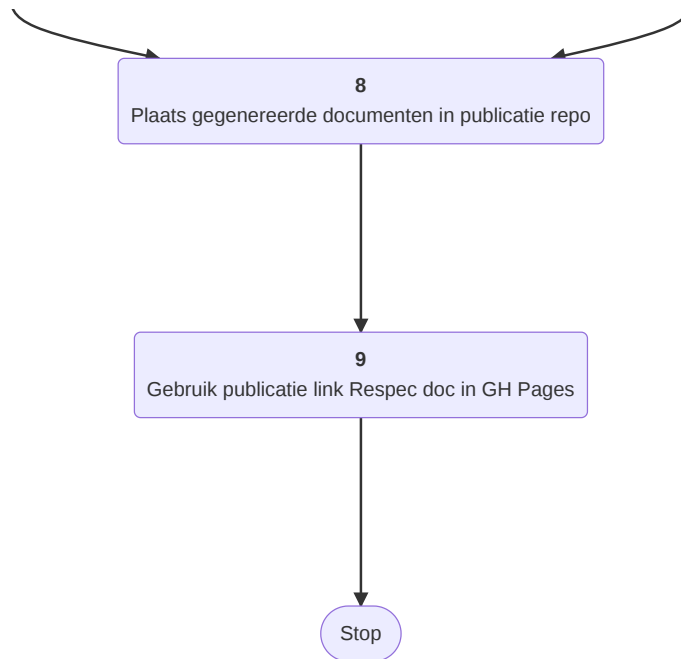 8
Plaats gegenereerde documenten in publicatie repo
9
Gebruik publicatie link Respec doc in GH Pages
Stop